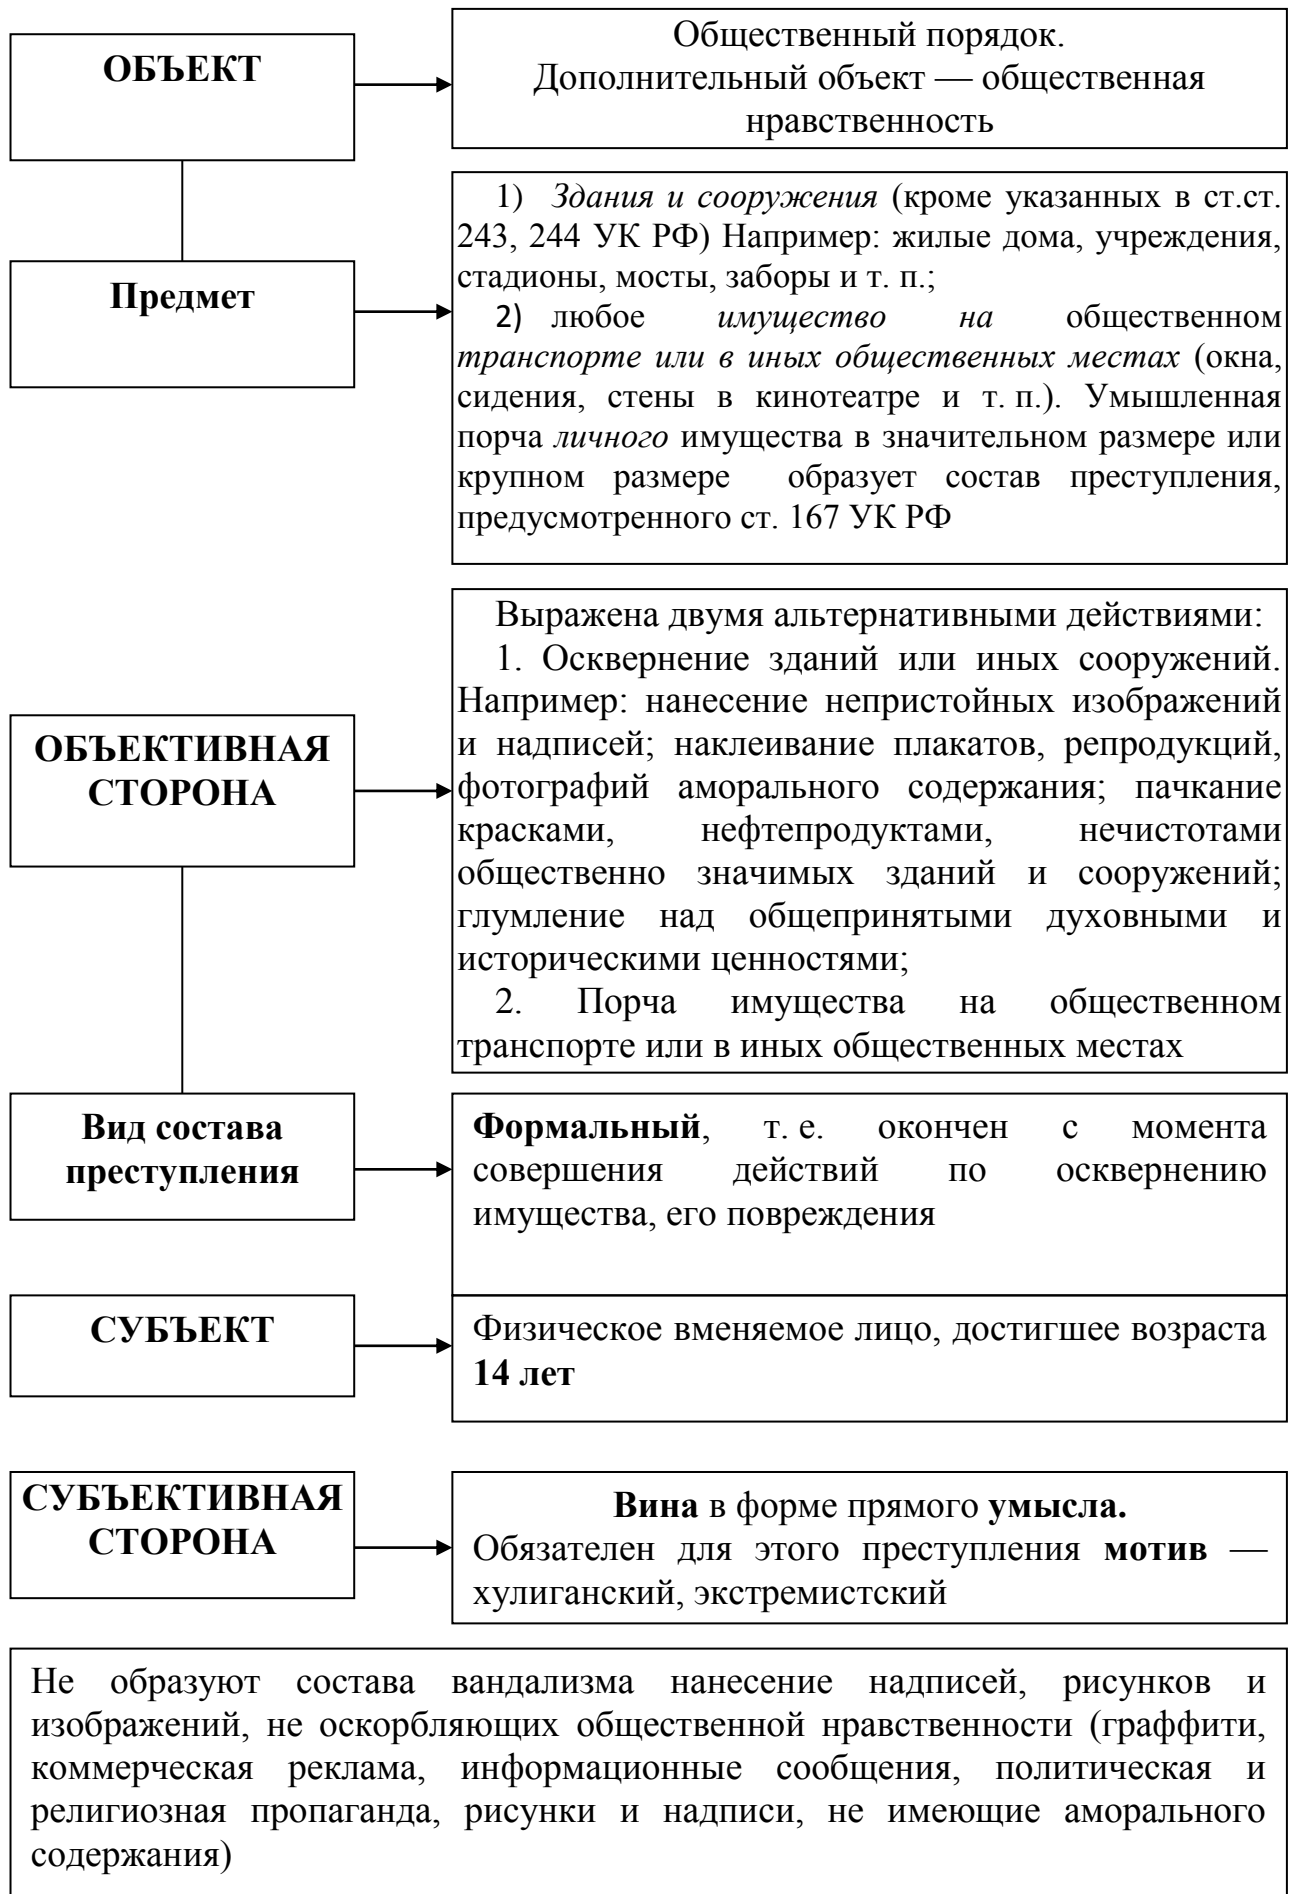 ОБЪЕКТ
Общественный порядок.
Дополнительный объект — общественная
нравственность
Предмет
1) Здания и сооружения (кроме указанных в ст.ст.
243, 244 УК РФ) Например: жилые дома, учреждения,
стадионы, мосты, заборы и т. п.;
2) любое имущество на общественном
транспорте или в иных общественных местах (окна,
сидения, стены в кинотеатре и т. п.). Умышленная
порча личного имущества в значительном размере или
крупном размере образует состав преступления,
предусмотренного ст. 167 УК РФ
ОБЪЕКТИВНАЯ
СТОРОНА
Выражена двумя альтернативными действиями:
1. Осквернение зданий или иных сооружений.
Например: нанесение непристойных изображений
и надписей; наклеивание плакатов, репродукций,
фотографий аморального содержания; пачкание
красками, нефтепродуктами, нечистотами
общественно значимых зданий и сооружений;
глумление над общепринятыми духовными и
историческими ценностями;
2. Порча имущества на общественном
транспорте или в иных общественных местах
Вид состава
преступления
Формальный, т. е. окончен с момента
совершения действий по осквернению
имущества, его повреждения
СУБЪЕКТ
Физическое вменяемое лицо, достигшее возраста
14 лет
СУБЪЕКТИВНАЯ
СТОРОНА
Вина в форме прямого умысла.
Обязателен для этого преступления мотив —
хулиганский, экстремистский
Не образуют состава вандализма нанесение надписей, рисунков и
изображений, не оскорбляющих общественной нравственности (граффити,
коммерческая реклама, информационные сообщения, политическая и
религиозная пропаганда, рисунки и надписи, не имеющие аморального
содержания)